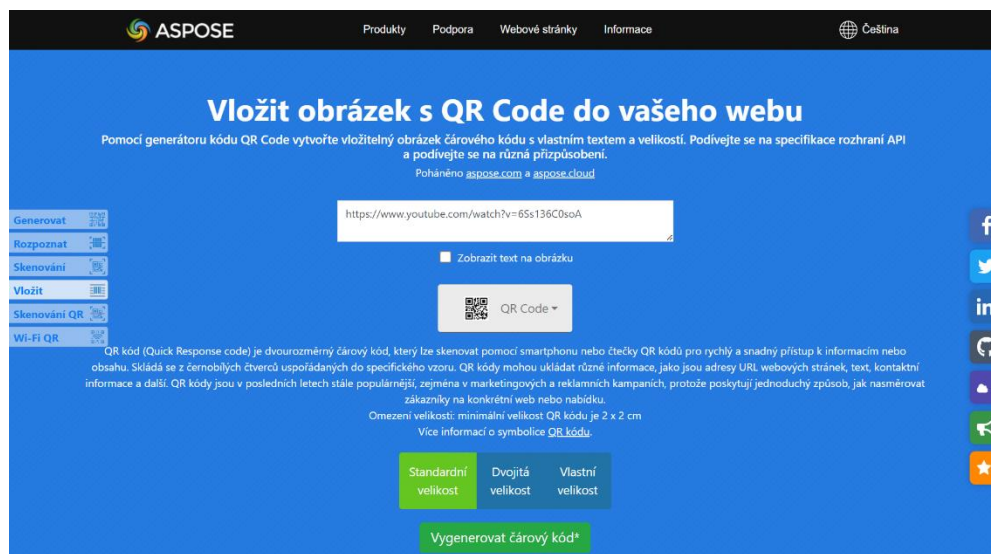 ASPOSE
Produkty Podpora Webové stránky Informace
Čeština
Vložit obrázek s QR Code do vašeho webu
Pomocí generátoru kódu QR Code vytvořte vložitelný obrázek čárového kódu s vlastním textem a velikostí. Podívejte se na specifikace rozhraní API
a podívejte se na různá přizpůsobení.
Poháněno aspose.com a aspose.cloud
https://www.youtube.com/watch?v=6Ss136C0soA
Zobrazit text na obrázku
QR Code
Generovat
Rozpoznat
Skenování
Vložit
Skenování QR
Wi-Fi QR
QR kód (Quick Response code) je dvourozměrný čárový kód, který lze skenovat pomocí smartphonu nebo čtečky QR kódů pro rychlý a snadný přístup k informacím nebo
obsahu. Skládá se z černobílých čtverců uspořádaných do specifického vzoru. QR kódy mohou ukládat různé informace, jako jsou adresy URL webových stránek, text, kontaktní
informace a další. QR kódy jsou v posledních letech stále populárnější, zejména v marketingových a reklamních kampaních, protože poskytují jednoduchý způsob, jak nasměrovat
zákazníky na konkrétní web nebo nabídku.
Omezení velikosti: minimální velikost QR kódu je 2 x 2 cm
Více informací o symbolice QR kódu.
Standardní
velikost
Dvojitá
velikost
Vlastní
velikost
Vygenerovat čárový kód*